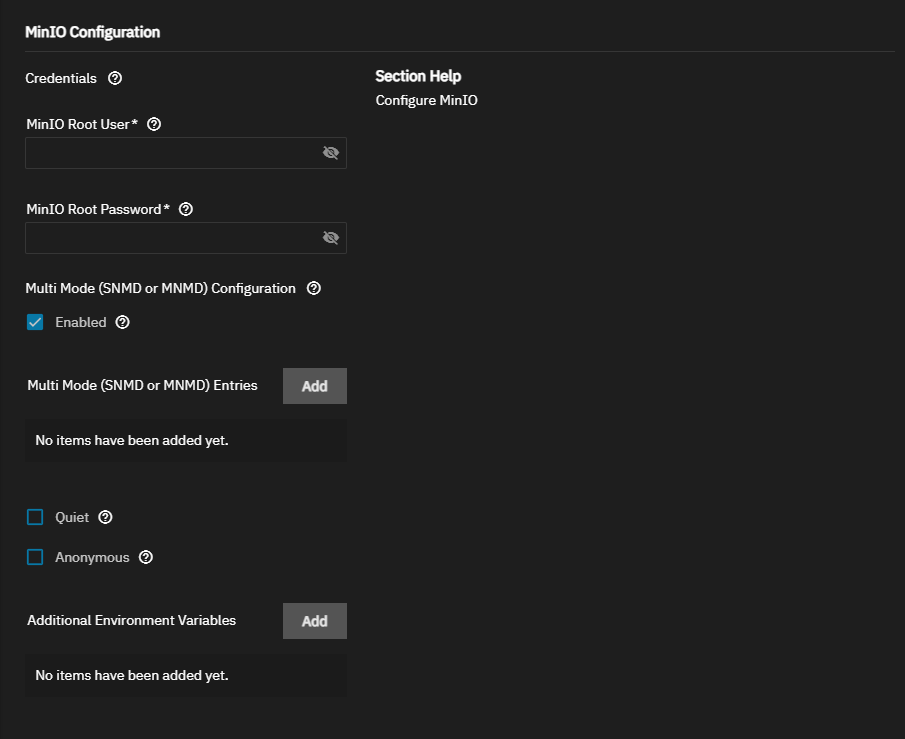 MinIO Configuration
Credentials
Section Help
Configure MinIO
MinIO Root User*
MinIO Root Password*
Multi Mode (SNMD or MNMD) Configuration
Enabled
Multi Mode (SNMD or MNMD) Entries
Add
No items have been added yet.
Quiet
Anonymous
Additional Environment Variables
Add
No items have been added yet.